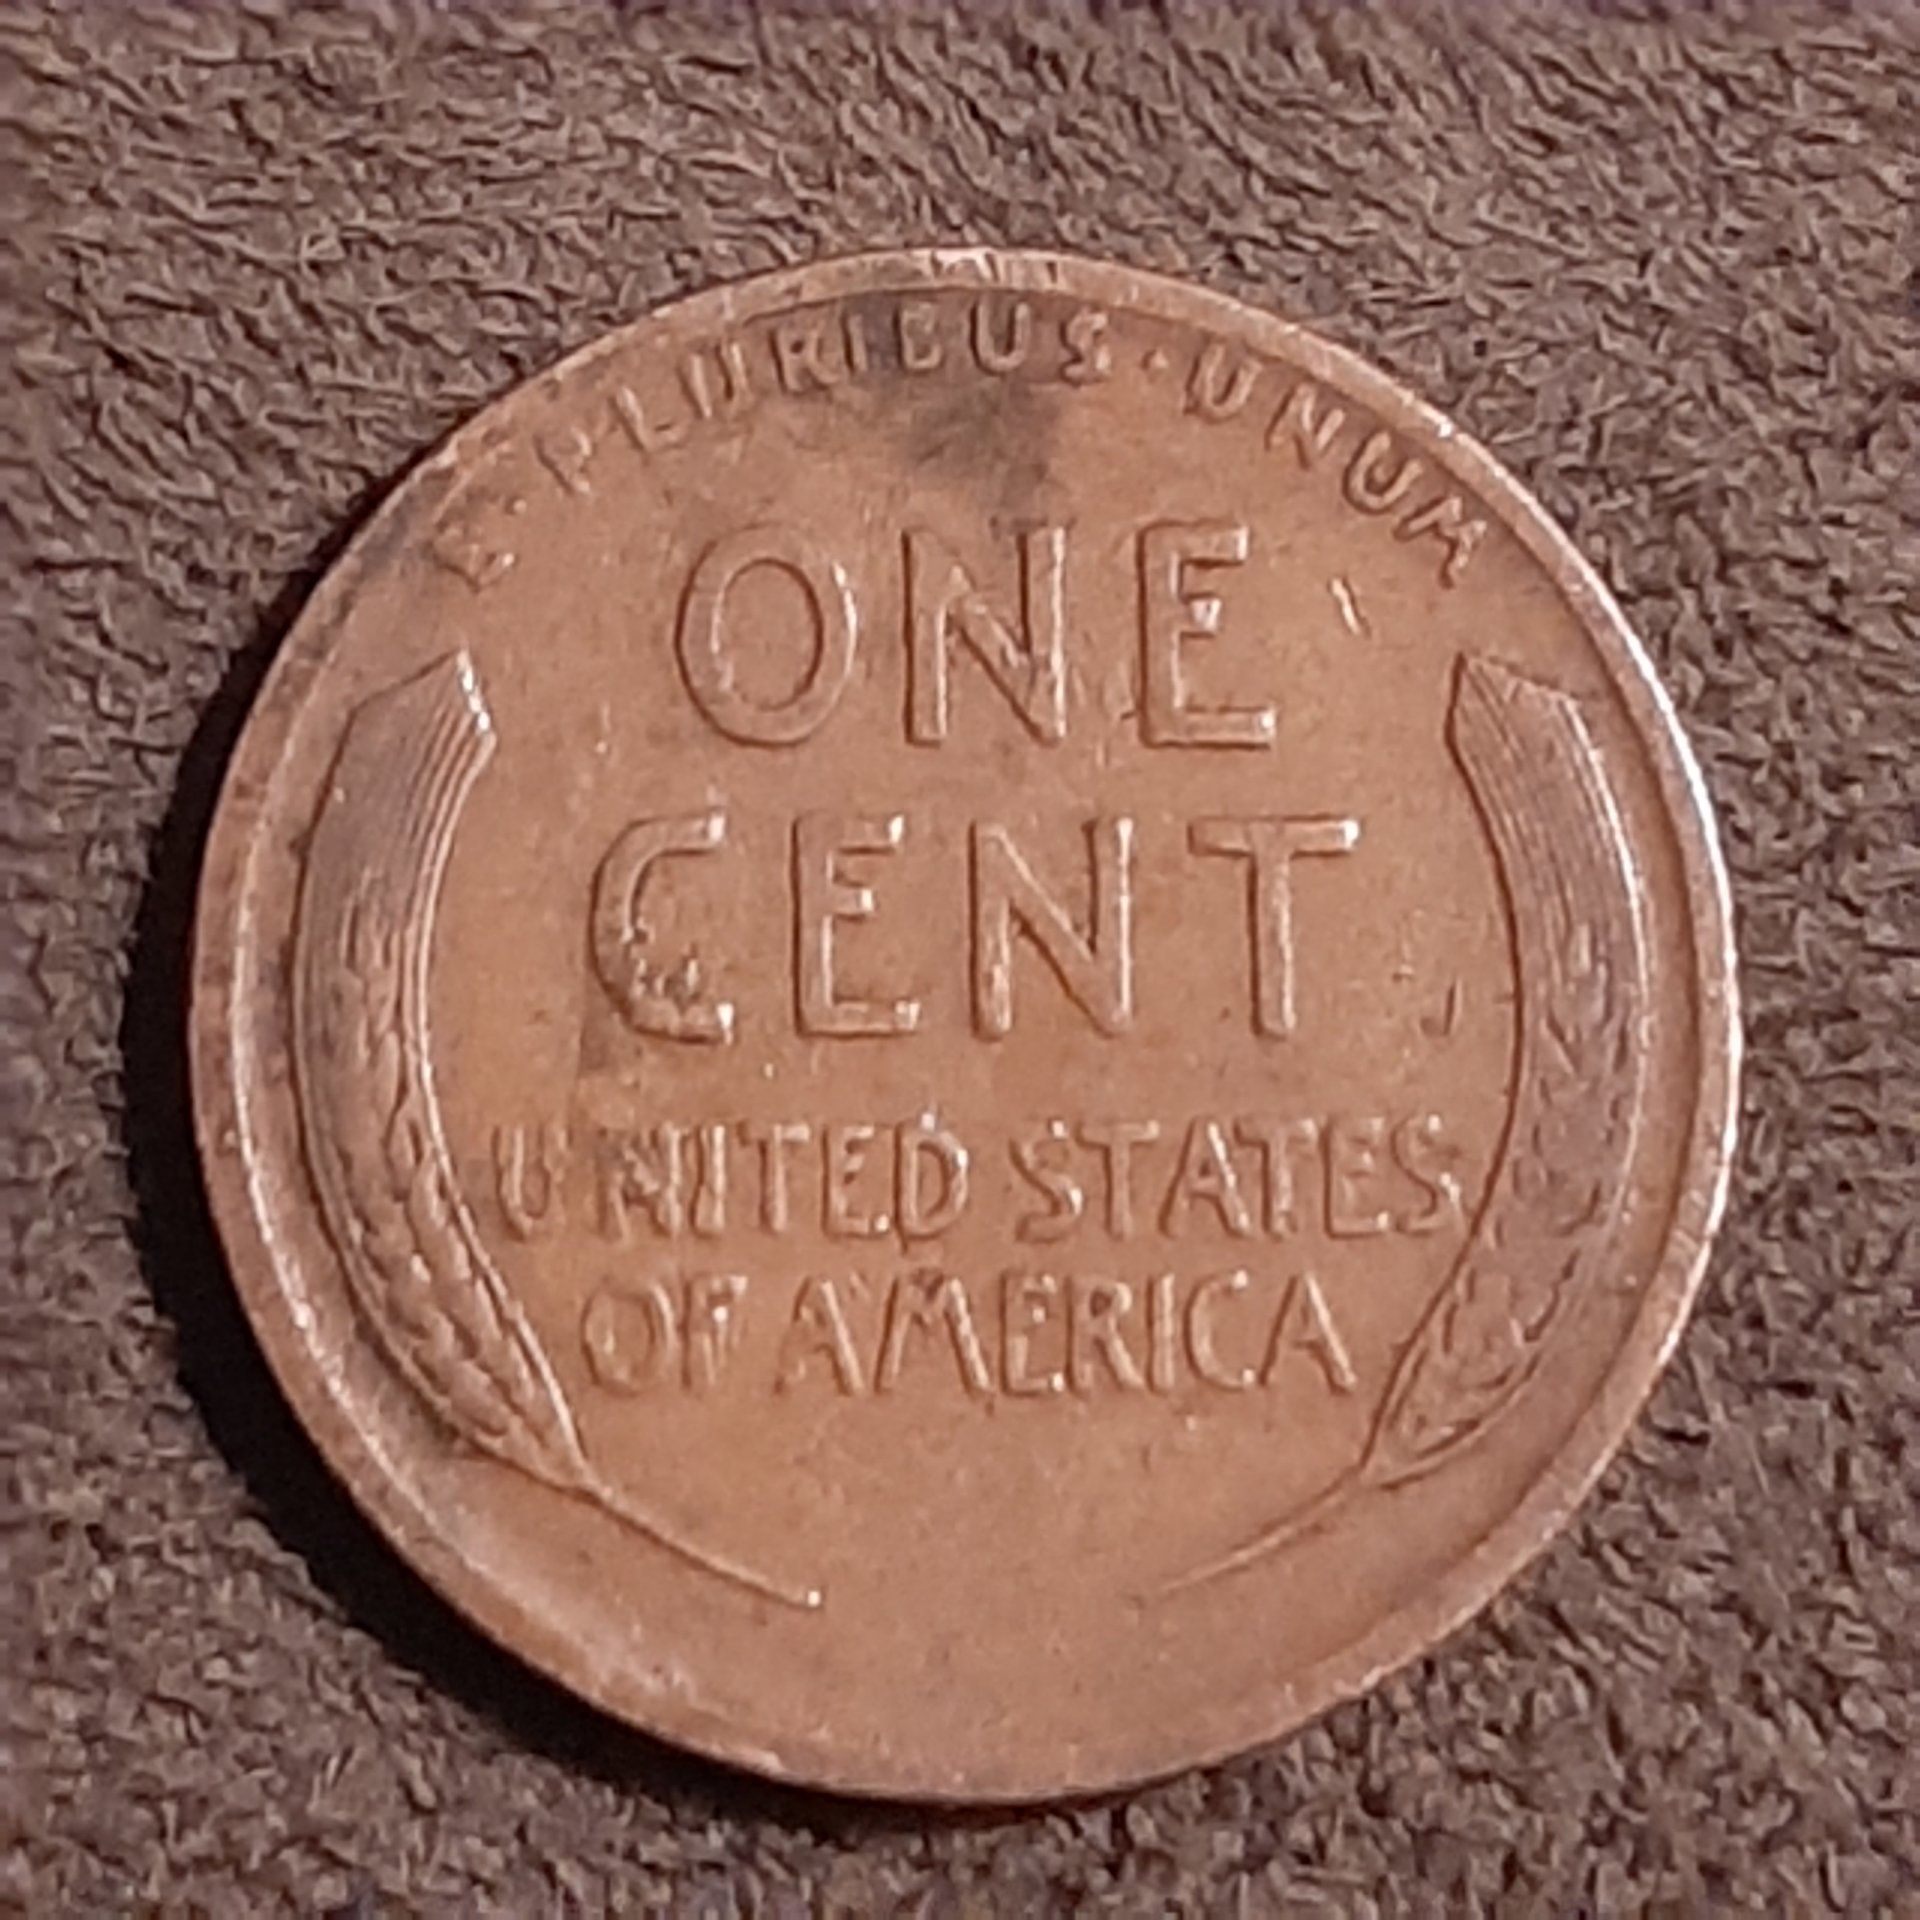 E · PLURIBUS · UNUM
ONE
CENT
UNITED STATES
OF AMERICA